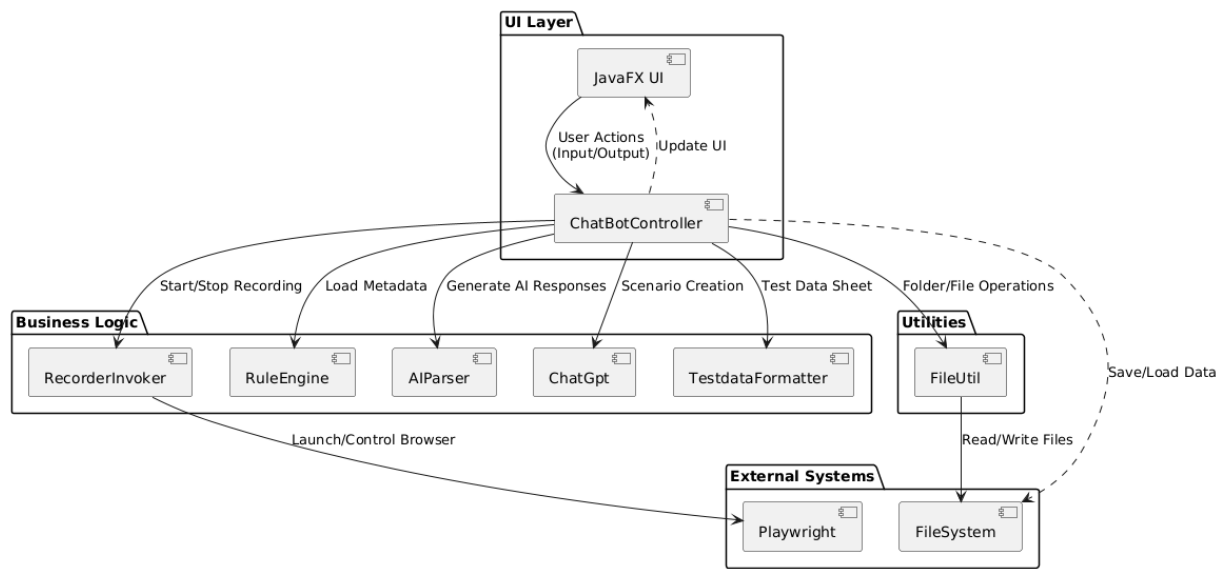 UI Layer
JavaFX UI
User Actions
(Input/Output)
Update UI
ChatBotController
Start/Stop Recording
Load Metadata
Generate AI Responses
Scenario Creation
Test Data Sheet
Folder/File Operations
Business Logic
Utilities
RecorderInvoker
RuleEngine
AIParser
ChatGpt
TestdataFormatter
FileUtil
Save/Load Data
Launch/Control Browser
Read/Write Files
External Systems
Playwright
FileSystem